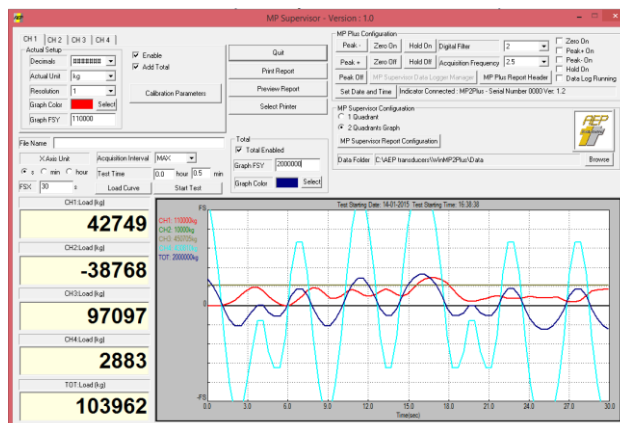 MP Supervisor - Version : 1.0
CH 1 CH 2 CH 3 CH 4
Actual Setup
Decimals
Actual Unit kg
Resolution 1
Graph Color Select
Graph FSY 110000
Enable
Add Total
Calibration Parameters
Quit
Print Report
Preview Report
Select Printer
MP Plus Configuration
Peak - Zero On Hold On Digital Filter 2
Peak + Zero Off Hold Off Acquisition Frequency 2.5
Peak Off MP Supervisor Data Logger Manager MP Plus Report Header
Set Date and Time Indicator Connected : MP2Plus - Serial Number 0000 Ver. 1.2
Zero On
Peak+ On
Peak- On
Hold On
Data Log Running
MP Supervisor Configuration
1 Quadrant
2 Quadrants Graph
MP Supervisor Report Configuration
AEP
transducers
Data Folder C:\AEP transducers\WinMP2Plus\Data Browse
Total
Total Enabled
Graph FSY 2000000
Graph Color Select
File Name
X Axis Unit Acquisition Interval MAX
s min hour Test Time 0.0 hour 0.5 min
FSX 30 s Load Curve Start Test
CH1:Load [kg]
42749
CH2:Load [kg]
-38768
CH3:Load [kg]
97097
CH4:Load [kg]
2883
TOT:Load [kg]
103962
Test Starting Date: 14-01-2015 Test Starting Time: 16:38:38
FS
CH1: 110000kg
CH2: 10000kg
TOT: 2000000kg
0
-FS
0.0 3.0 6.0 9.0 12.0 15.0 18.0 21.0 24.0 27.0 30.0
Time(sec)